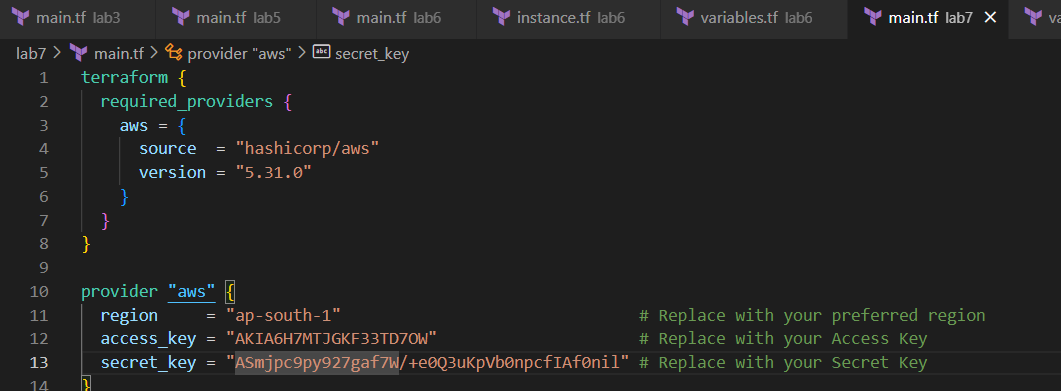 main.tf lab3 main.tf lab5 main.tf lab6 instance.tf lab6 variables.tf lab6 main.tf lab7
lab7 > main.tf > provider "aws" > secret_key
1 terraform {
2 required_providers {
3 aws = {
4 source = "hashicorp/aws"
5 version = "5.31.0"
6 }
7 }
8 }
9
10 provider "aws" {
11 region = "ap-south-1" # Replace with your preferred region
12 access_key = "AKIA6H7MTJGKF33TD7OW" # Replace with your Access Key
13 secret_key = "ASmjpc9py927gaf7W/+e0Q3uKpVb0npcfIAf0nil" # Replace with your Secret Key
14 }